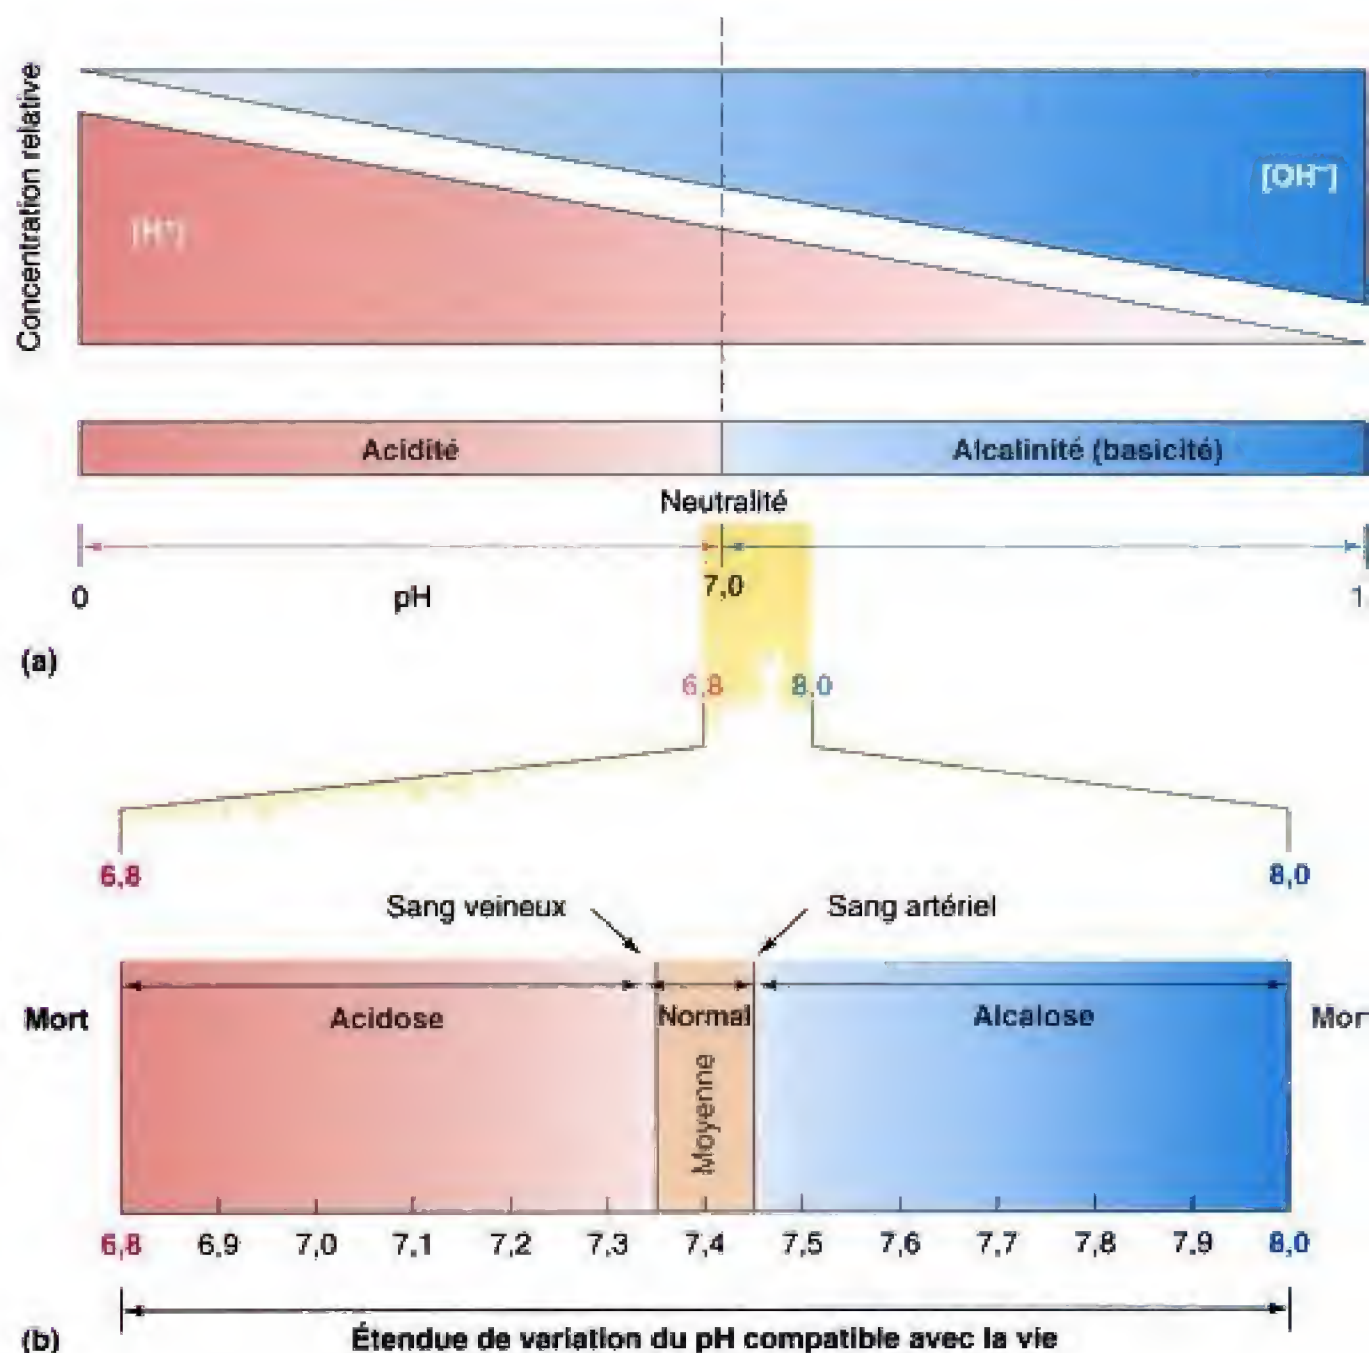 Concentration relative
[H⁺]
[OH⁻]
Acidité
Alcalinité (basicité)
Neutralité
0
pH
7,0
1
(a)
6,8
8,0
6,8
8,0
Sang veineux
Sang artériel
Mort
Acidose
Normal
Moyenne
Alcalose
Mort
6,8 6,9 7,0 7,1 7,2 7,3 7,4 7,5 7,6 7,7 7,8 7,9 8,0
(b)
Étendue de variation du pH compatible avec la vie